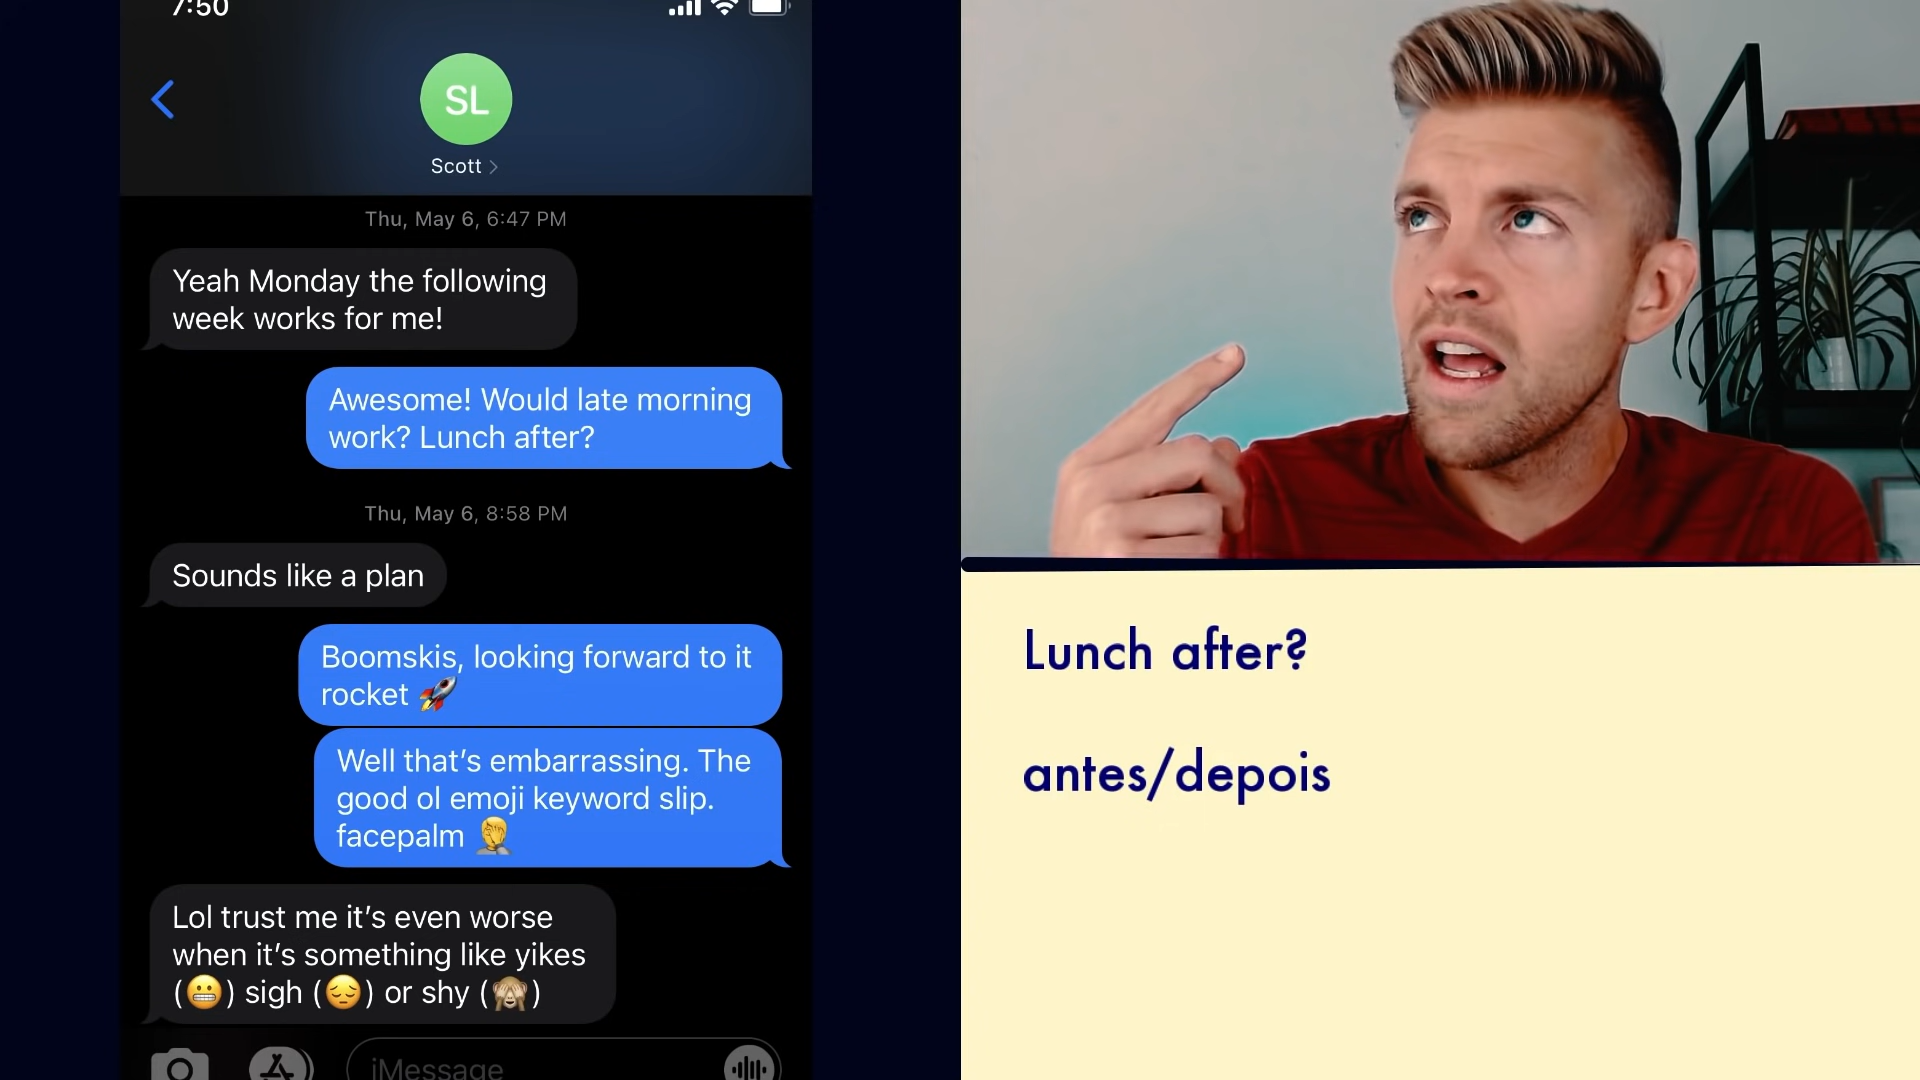 7:50
SL
Scott
Thu, May 6, 6:47 PM
Yeah Monday the following
week works for me!
Awesome! Would late morning
work? Lunch after?
Thu, May 6, 8:58 PM
Sounds like a plan
Boomskis, looking forward to it
rocket 🚀
Well that’s embarrassing. The
good ol emoji keyword slip.
facepalm 🤦
Lol trust me it’s even worse
when it’s something like yikes
(😬) sigh (😔) or shy (🙈)
iMessage
Lunch after?
antes/depois